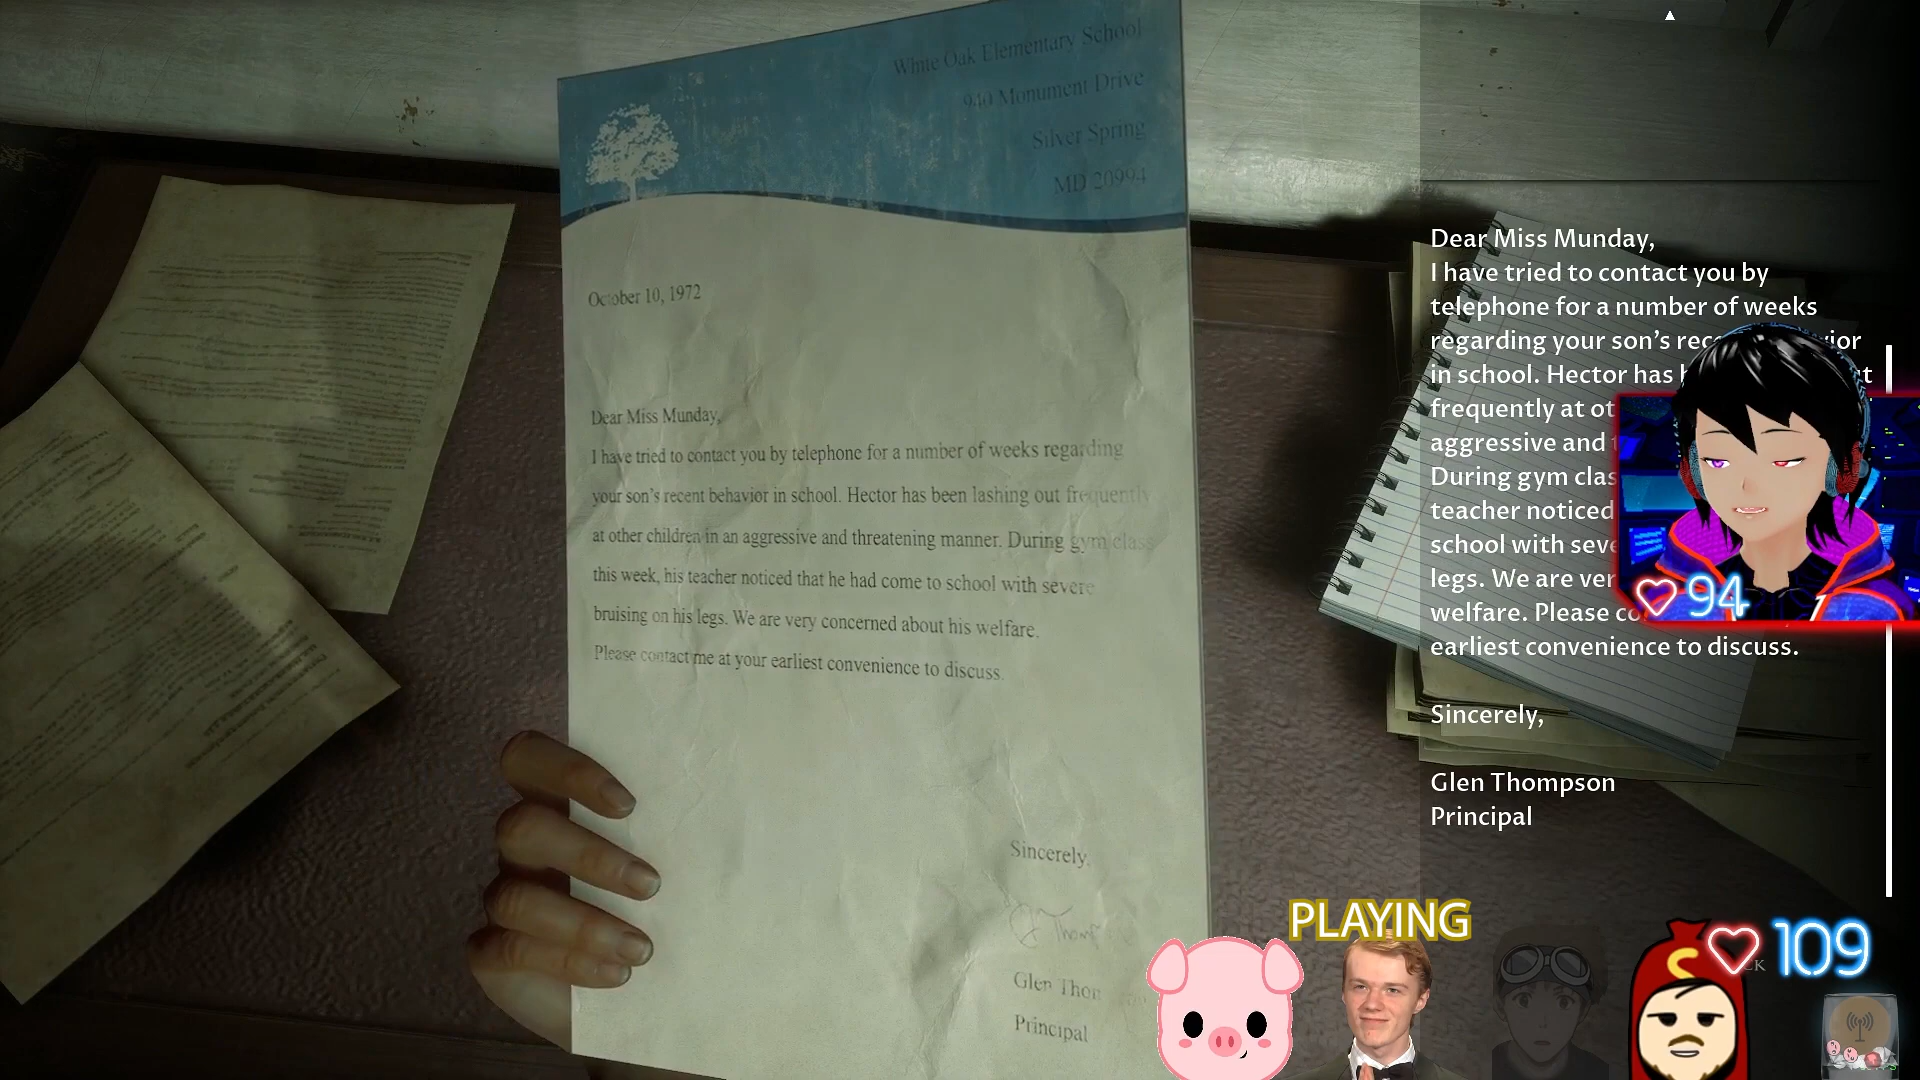 White Oak Elementary School
940 Monument Drive
Silver Spring
MD 20994
October 10, 1972
Dear Miss Munday,
I have tried to contact you by telephone for a number of weeks regarding
your son's recent behavior in school. Hector has been lashing out frequently
at other children in an aggressive and threatening manner. During gym class
this week, his teacher noticed that he had come to school with severe
bruising on his legs. We are very concerned about his welfare.
Please contact me at your earliest convenience to discuss.
Sincerely,
Glen Thon
Principal
Dear Miss Munday,
I have tried to contact you by
telephone for a number of weeks
regarding your son's rec ior
in school. Hector has
frequently at ot
aggressive and
During gym clas
teacher noticed
school with seve
legs. We are ver
welfare. Please co
earliest convenience to discuss.
Sincerely,
Glen Thompson
Principal
94
PLAYING
109